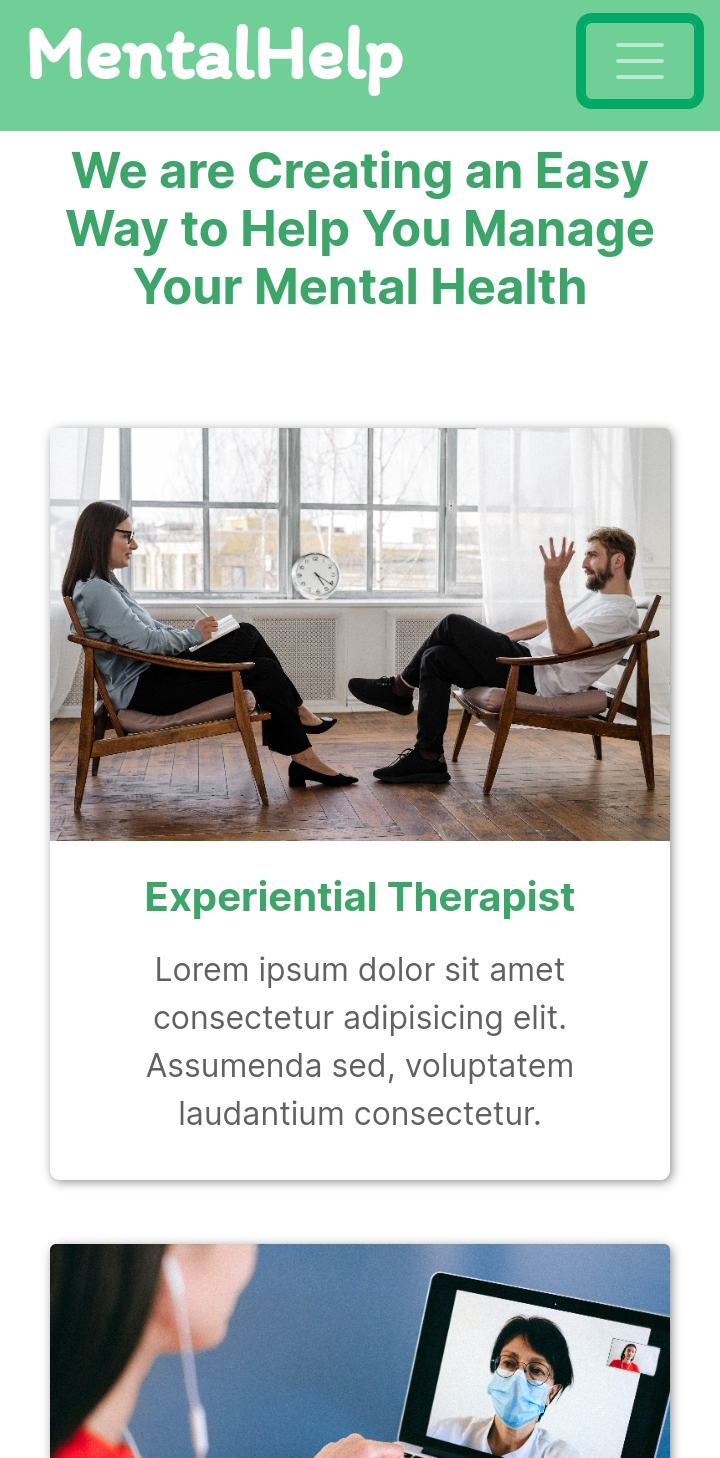 MentalHelp
We are Creating an Easy
Way to Help You Manage
Your Mental Health
Experiential Therapist
Lorem ipsum dolor sit amet
consectetur adipisicing elit.
Assumenda sed, voluptatem
laudantium consectetur.